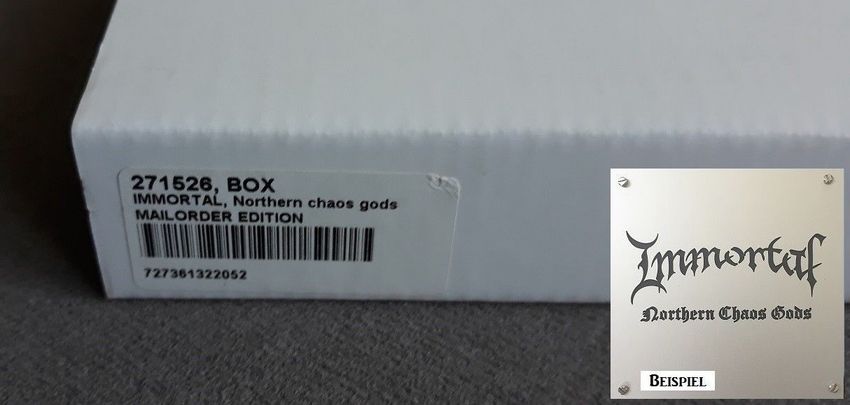 271526, BOX
IMMORTAL, Northern chaos gods
MAILORDER EDITION
727361322052
Immortal
Northern Chaos Gods
BEISPIEL